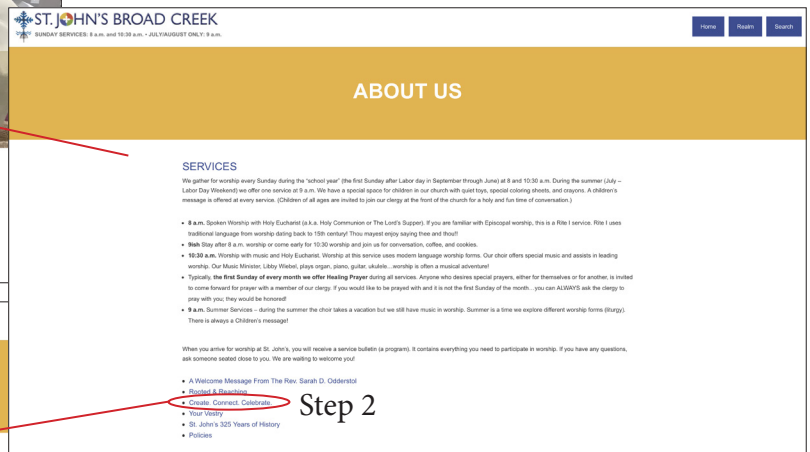 ST. JOHN'S BROAD CREEK
SUNDAY SERVICES: 8 a.m. and 10:30 a.m. • JULY/AUGUST ONLY: 9 a.m.
Home Realm Search
ABOUT US
SERVICES
We gather for worship every Sunday during the "school year" (the first Sunday after Labor day in September through June) at 8 and 10:30 a.m. During the summer (July –
Labor Day Weekend) we offer one service at 9 a.m. We have a special space for children in our church with quiet toys, special coloring sheets, and crayons. A children's
message is offered at every service. (Children of all ages are invited to join our clergy at the front of the church for a holy and fun time of conversation.)
• 8 a.m. Spoken Worship with Holy Eucharist (a.k.a. Holy Communion or The Lord's Supper). If you are familiar with Episcopal worship, this is a Rite I service. Rite I uses
traditional language from worship dating back to 15th century! Thou mayest enjoy saying thee and thou!!
• 9ish Stay after 8 a.m. worship or come early for 10:30 worship and join us for conversation, coffee, and cookies.
• 10:30 a.m. Worship with music and Holy Eucharist. Worship at this service uses modern language worship forms. Our choir offers special music and assists in leading
worship. Our Music Minister, Libby Wiebel, plays organ, piano, guitar, ukulele…worship is often a musical adventure!
• Typically, the first Sunday of every month we offer Healing Prayer during all services. Anyone who desires special prayers, either for themselves or for another, is invited
to come forward for prayer with a member of our clergy. If you would like to be prayed with and it is not the first Sunday of the month…you can ALWAYS ask the clergy to
pray with you; they would be honored!
• 9 a.m. Summer Services – during the summer the choir takes a vacation but we still have music in worship. Summer is a time we explore different worship forms (liturgy).
There is always a Children's message!
When you arrive for worship at St. John's, you will receive a service bulletin (a program). It contains everything you need to participate in worship. If you have any questions,
ask someone seated close to you. We are waiting to welcome you!
• A Welcome Message From The Rev. Sarah D. Odderstol
• Rooted & Reaching
• Create. Connect. Celebrate.
Step 2
• Your Vestry
• St. John's 325 Years of History
• Policies